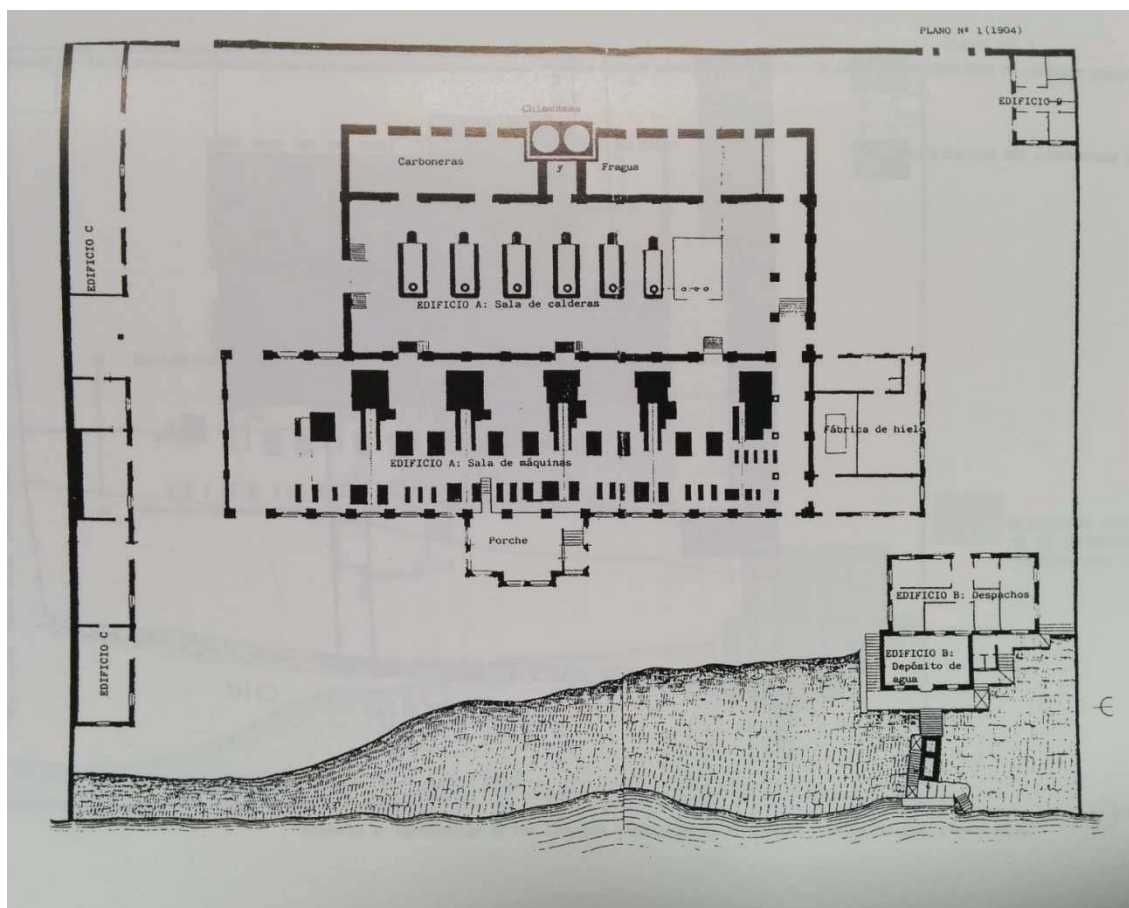 PLANO Nº 1 (1904)
EDIFICIO D
Chimenea
Carboneras
y
Fragua
EDIFICIO C
EDIFICIO A: Sala de calderas
Fábrica de hielo
EDIFICIO A: Sala de máquinas
Porche
EDIFICIO B: Despachos
EDIFICIO B:
Depósito de
agua
EDIFICIO C